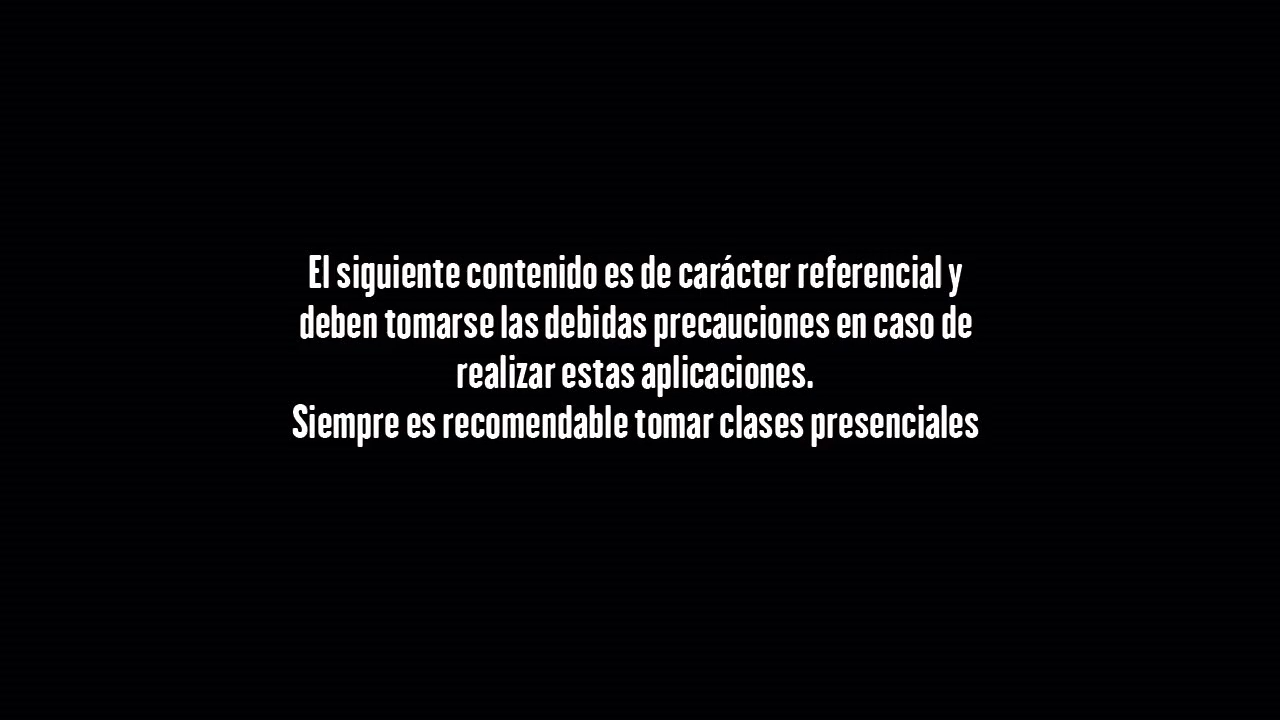 El siguiente contenido es de carácter referencial y
deben tomarse las debidas precauciones en caso de
realizar estas aplicaciones.
Siempre es recomendable tomar clases presenciales